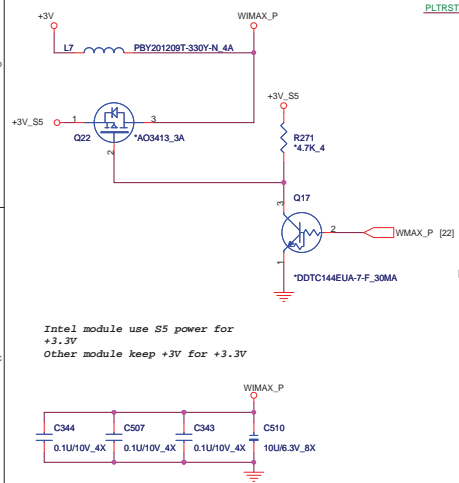 PLTRST
+3V
WIMAX_P
L7
PBY201209T-330Y-N_4A
+3V_S5
+3V_S5
1
3
Q22
*AO3413_3A
2
R271
*4.7K_4
Q17
3
2
WMAX_P [22]
1
*DDTC144EUA-7-F_30MA
Intel module use S5 power for
+3.3V
Other module keep +3V for +3.3V
WIMAX_P
C344
C507
C343
C510
0.1U/10V_4X
0.1U/10V_4X
0.1U/10V_4X
10U/6.3V_8X